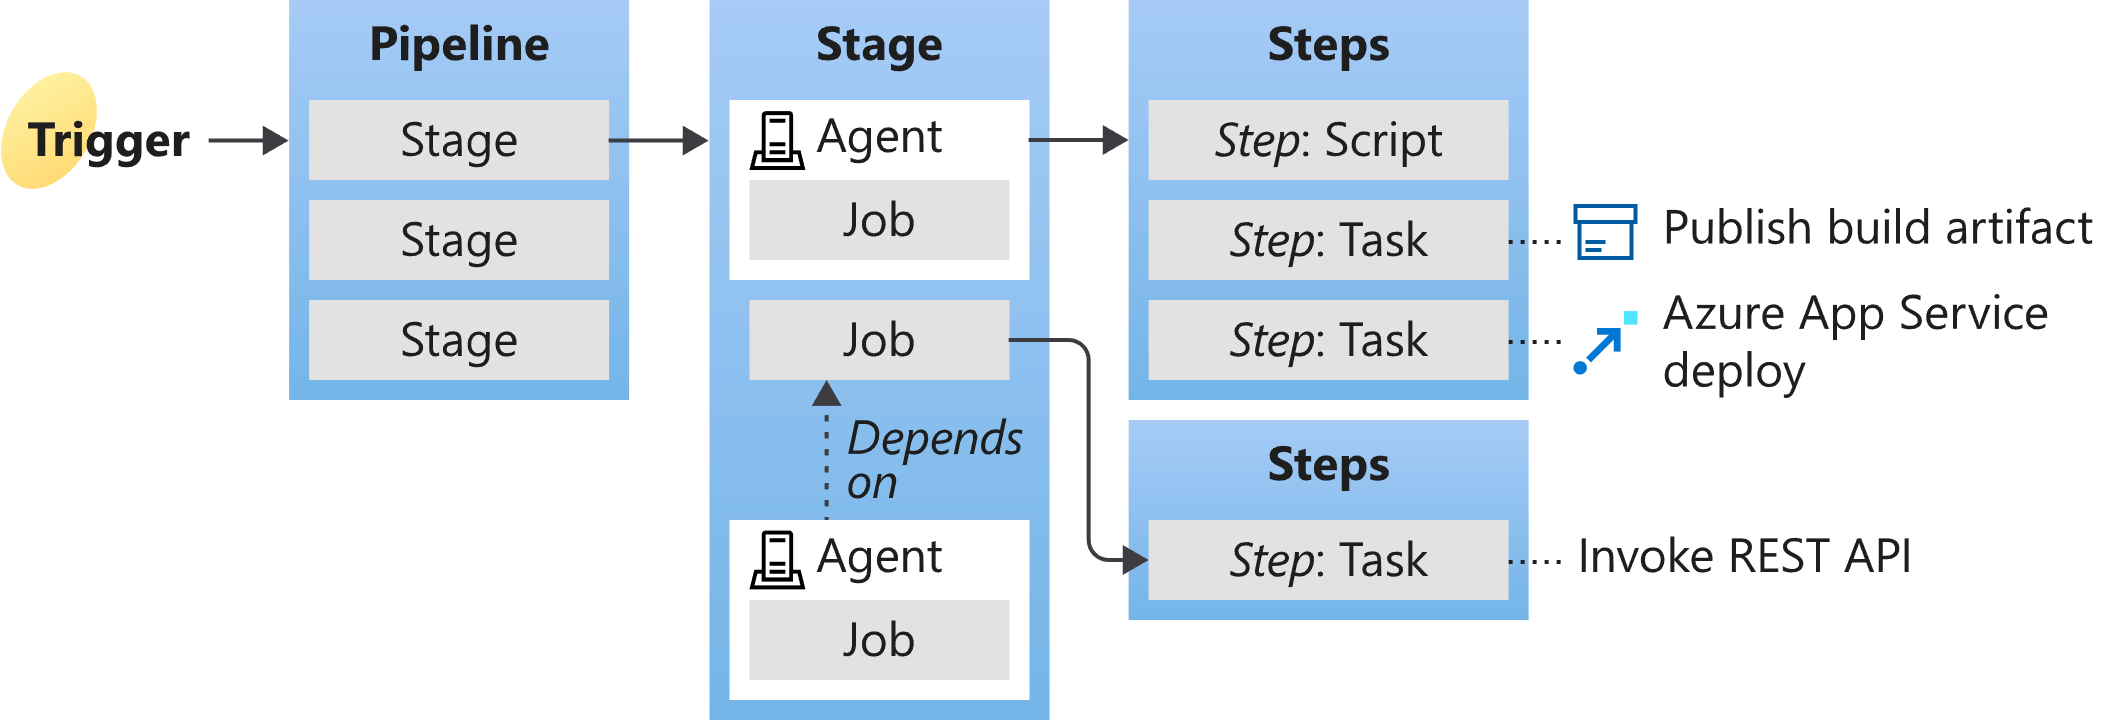 Trigger
Pipeline
Stage
Stage
Stage
Stage
Agent
Job
Job
Depends
on
Agent
Job
Steps
Step: Script
Step: Task
Publish build artifact
Step: Task
Azure App Service
deploy
Steps
Step: Task
Invoke REST API